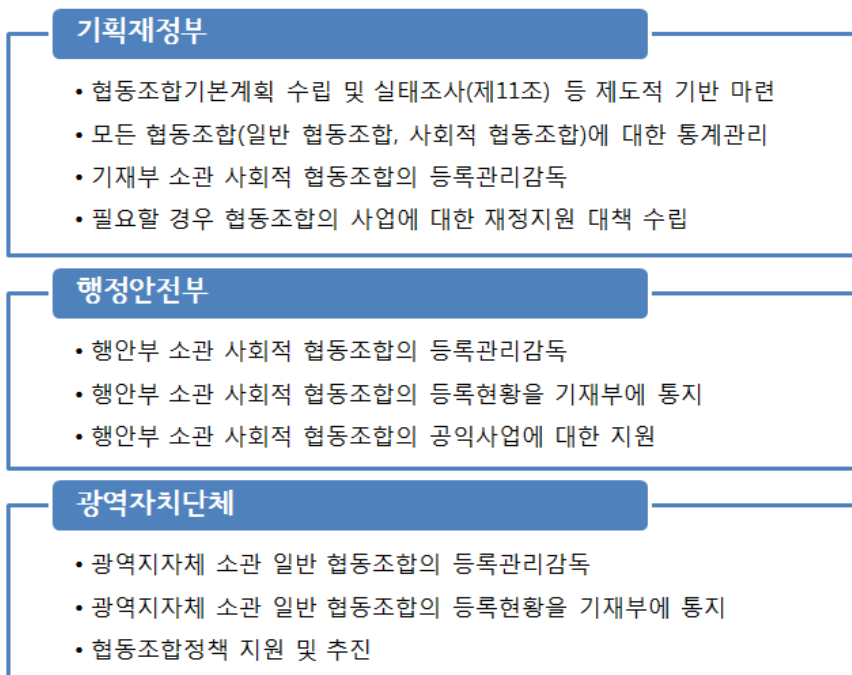 기획재정부
• 협동조합기본계획 수립 및 실태조사(제11조) 등 제도적 기반 마련
• 모든 협동조합(일반 협동조합, 사회적 협동조합)에 대한 통계관리
• 기재부 소관 사회적 협동조합의 등록관리감독
• 필요할 경우 협동조합의 사업에 대한 재정지원 대책 수립
행정안전부
• 행안부 소관 사회적 협동조합의 등록관리감독
• 행안부 소관 사회적 협동조합의 등록현황을 기재부에 통지
• 행안부 소관 사회적 협동조합의 공익사업에 대한 지원
광역자치단체
• 광역지자체 소관 일반 협동조합의 등록관리감독
• 광역지자체 소관 일반 협동조합의 등록현황을 기재부에 통지
• 협동조합정책 지원 및 추진